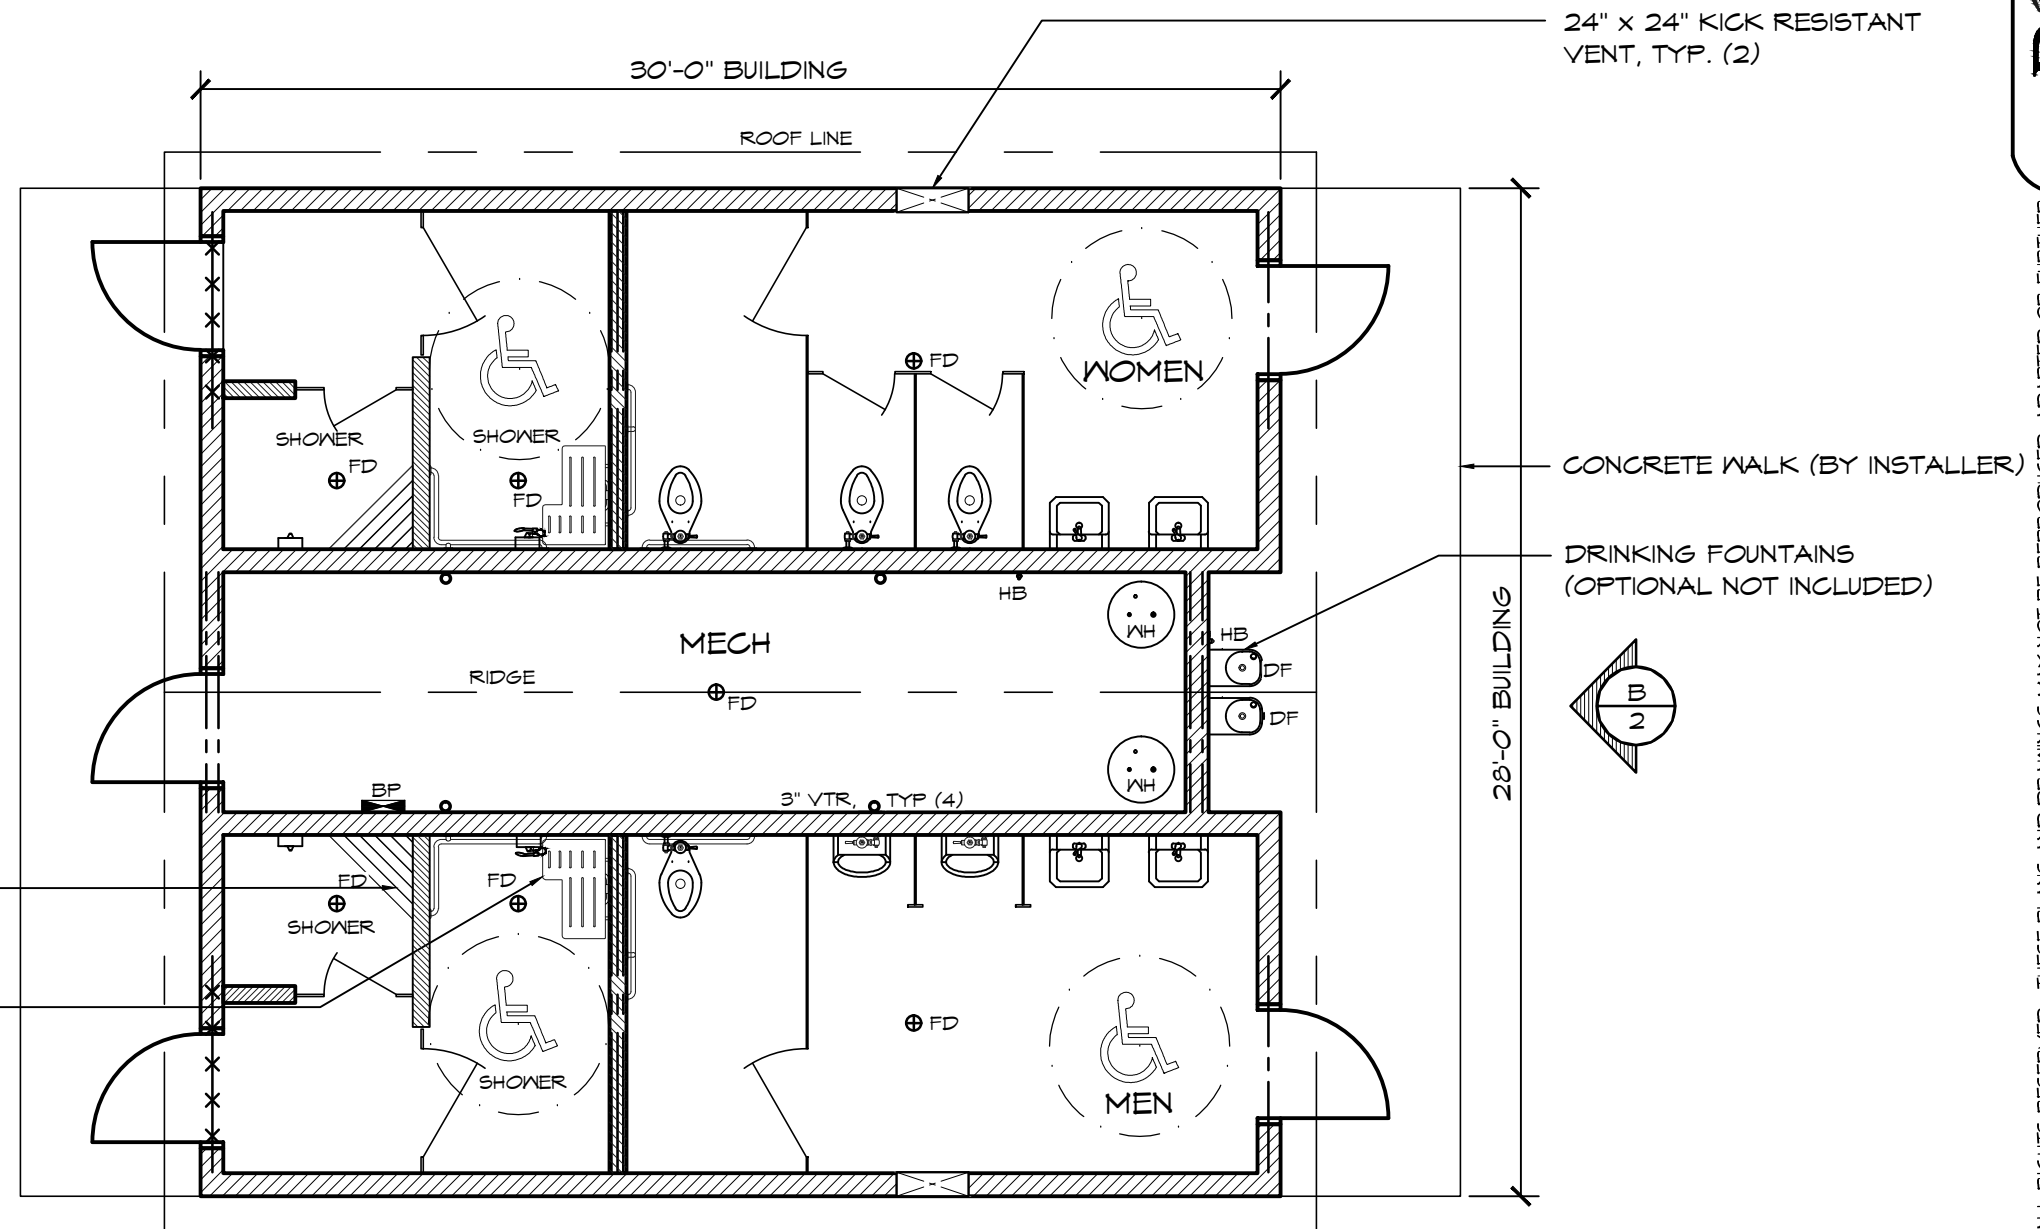 24" x 24" KICK RESISTANT
VENT, TYP. (2)
30'-0" BUILDING
ROOF LINE
WOMEN
FD
SHOWER
FD
SHOWER
FD
CONCRETE WALK (BY INSTALLER)
DRINKING FOUNTAINS
(OPTIONAL NOT INCLUDED)
HB
WH
HB
MECH
RIDGE
FD
DF
DF
28'-0" BUILDING
B
2
WH
BP
3" VTR, TYP (4)
FD
SHOWER
FD
SHOWER
FD
MEN